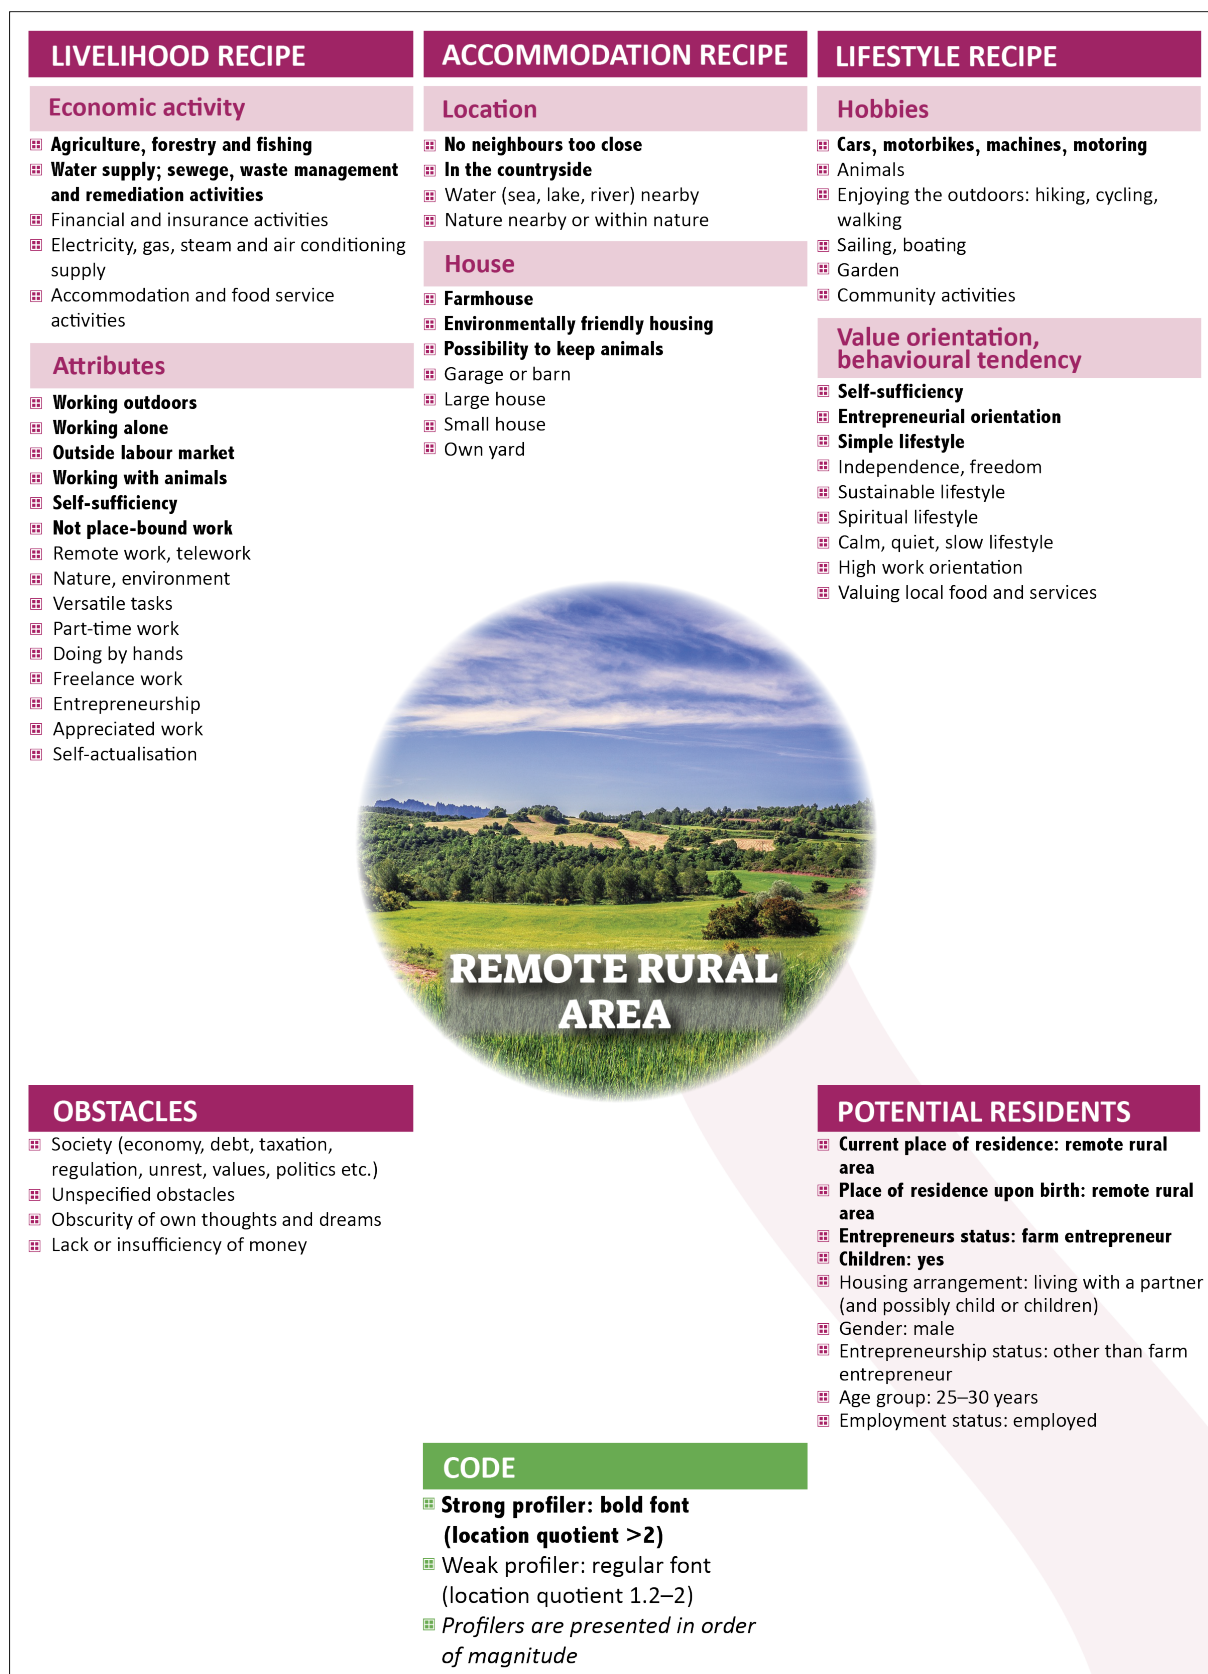 LIVELIHOOD RECIPE
Economic activity
Agriculture, forestry and fishing
Water supply; sewege, waste management
and remediation activities
Financial and insurance activities
Electricity, gas, steam and air conditioning
supply
Accommodation and food service
activities
Attributes
Working outdoors
Working alone
Outside labour market
Working with animals
Self-sufficiency
Not place-bound work
Remote work, telework
Nature, environment
Versatile tasks
Part-time work
Doing by hands
Freelance work
Entrepreneurship
Appreciated work
Self-actualisation
ACCOMMODATION RECIPE
Location
No neighbours too close
In the countryside
Water (sea, lake, river) nearby
Nature nearby or within nature
House
Farmhouse
Environmentally friendly housing
Possibility to keep animals
Garage or barn
Large house
Small house
Own yard
LIFESTYLE RECIPE
Hobbies
Cars, motorbikes, machines, motoring
Animals
Enjoying the outdoors: hiking, cycling,
walking
Sailing, boating
Garden
Community activities
Value orientation,
behavioural tendency
Self-sufficiency
Entrepreneurial orientation
Simple lifestyle
Independence, freedom
Sustainable lifestyle
Spiritual lifestyle
Calm, quiet, slow lifestyle
High work orientation
Valuing local food and services
REMOTE RURAL
AREA
OBSTACLES
Society (economy, debt, taxation,
regulation, unrest, values, politics etc.)
Unspecified obstacles
Obscurity of own thoughts and dreams
Lack or insufficiency of money
POTENTIAL RESIDENTS
Current place of residence: remote rural
area
Place of residence upon birth: remote rural
area
Entrepreneurs status: farm entrepreneur
Children: yes
Housing arrangement: living with a partner
(and possibly child or children)
Gender: male
Entrepreneurship status: other than farm
entrepreneur
Age group: 25–30 years
Employment status: employed
CODE
Strong profiler: bold font
(location quotient >2)
Weak profiler: regular font
(location quotient 1.2–2)
Profilers are presented in order
of magnitude